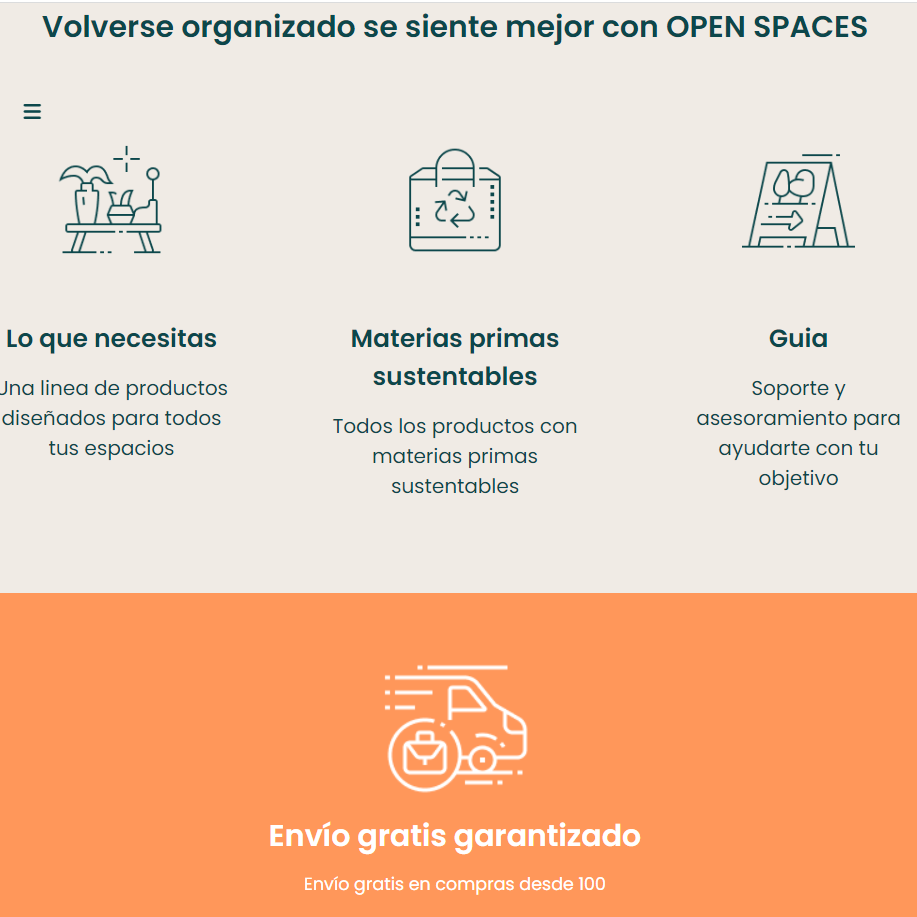 Volverse organizado se siente mejor con OPEN SPACES
Lo que necesitas
Una linea de productos
diseñados para todos
tus espacios
Materias primas
sustentables
Todos los productos con
materias primas
sustentables
Guia
Soporte y
asesoramiento para
ayudarte con tu
objetivo
Envío gratis garantizado
Envío gratis en compras desde 100